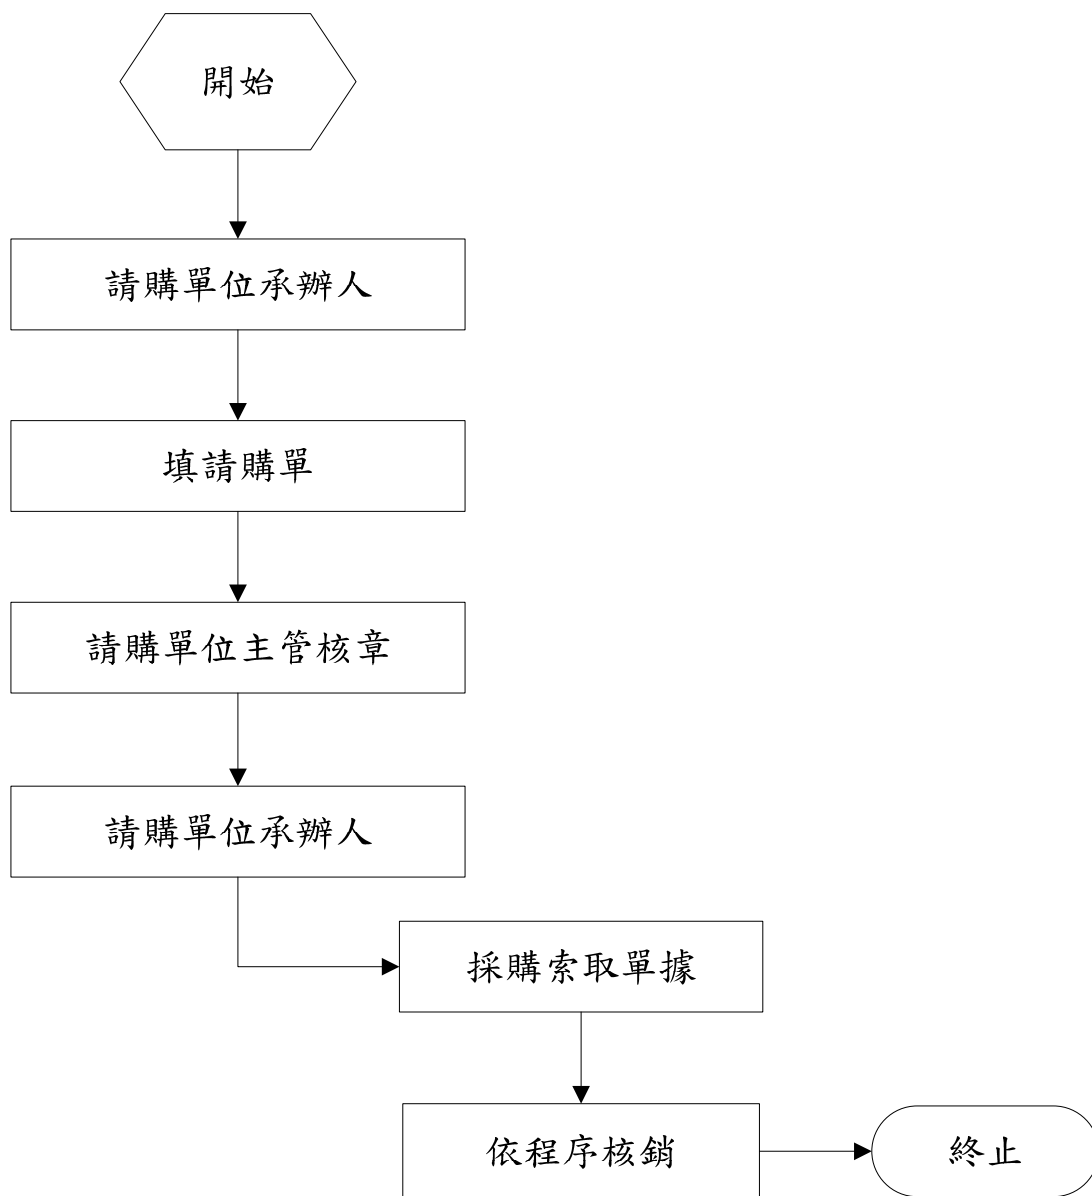 開始
請購單位承辦人
填請購單
請購單位主管核章
請購單位承辦人
採購索取單據
依程序核銷
終止